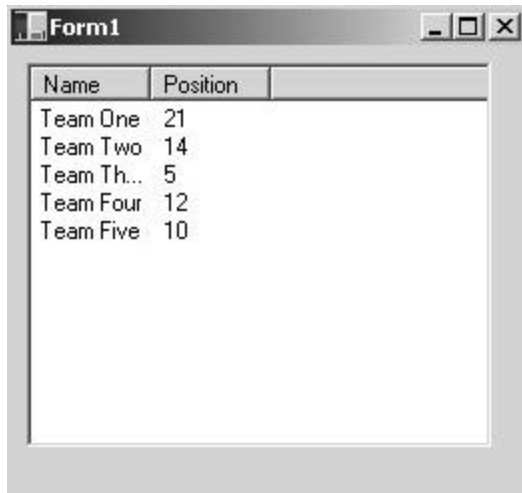 Form1
Name Position
Team One 21
Team Two 14
Team Th... 5
Team Four 12
Team Five 10